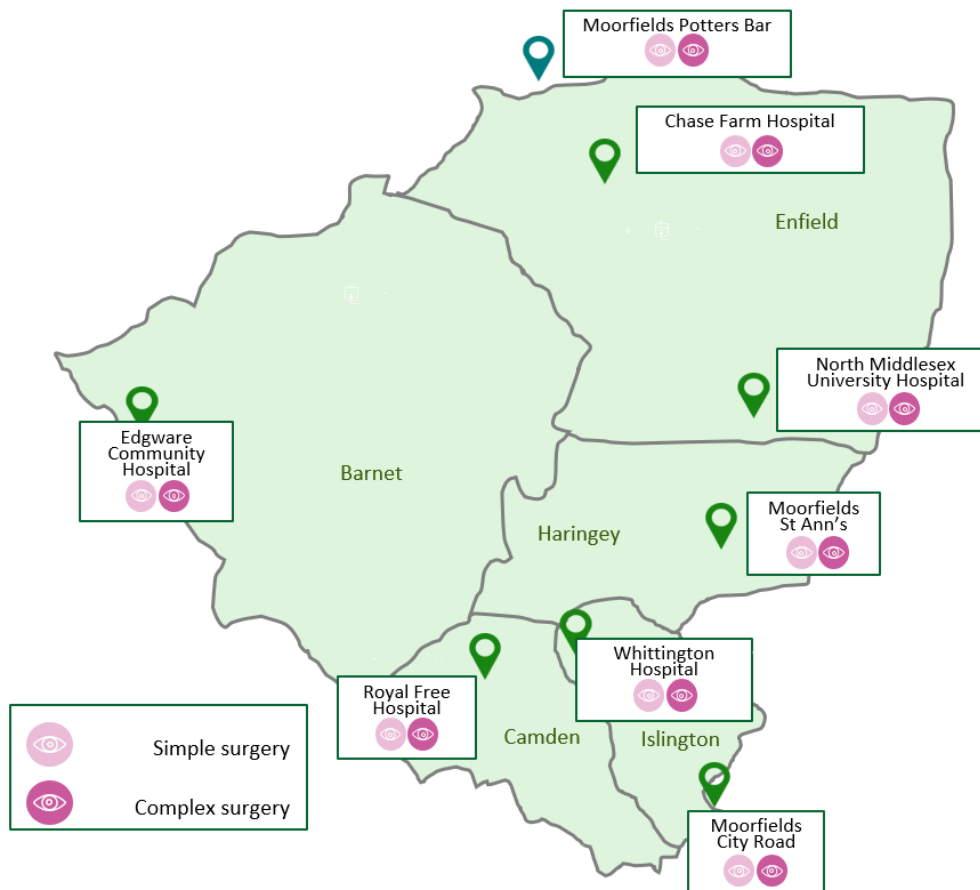 Moorfields Potters Bar
Chase Farm Hospital
Enfield
North Middlesex
University Hospital
Edgware
Community
Hospital
Barnet
Moorfields
St Ann's
Haringey
Whittington
Hospital
Royal Free
Hospital
Camden
Islington
Simple surgery
Complex surgery
Moorfields
City Road